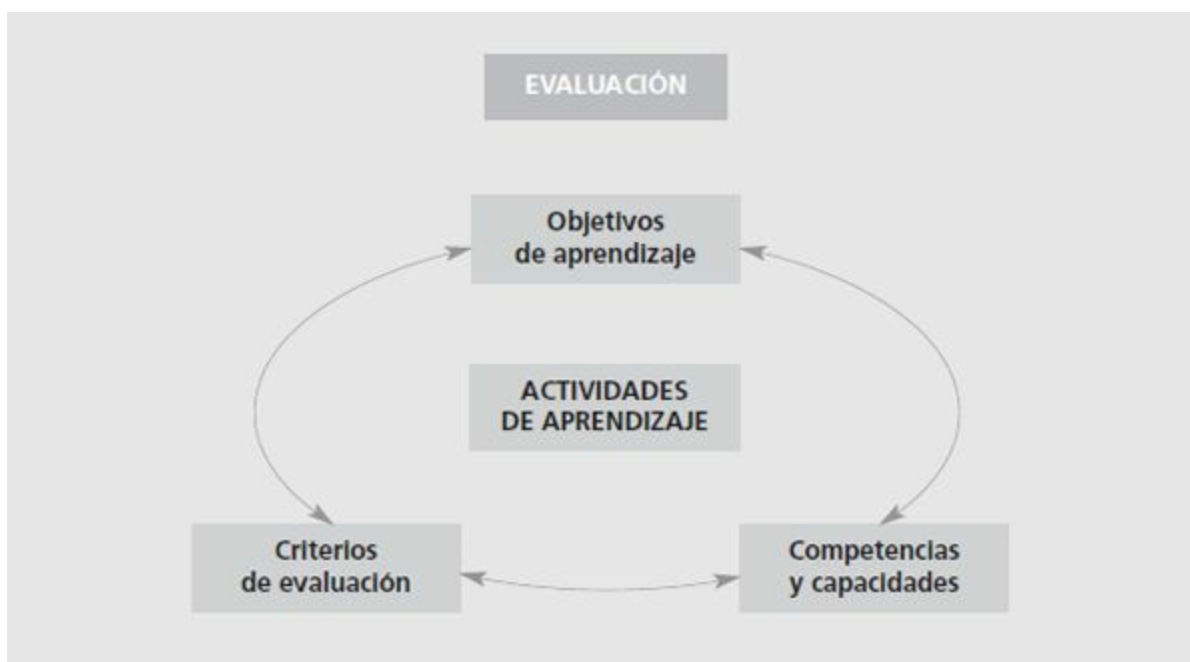 EVALUACIÓN
Objetivos
de aprendizaje
ACTIVIDADES
DE APRENDIZAJE
Criterios
de evaluación
Competencias
y capacidades